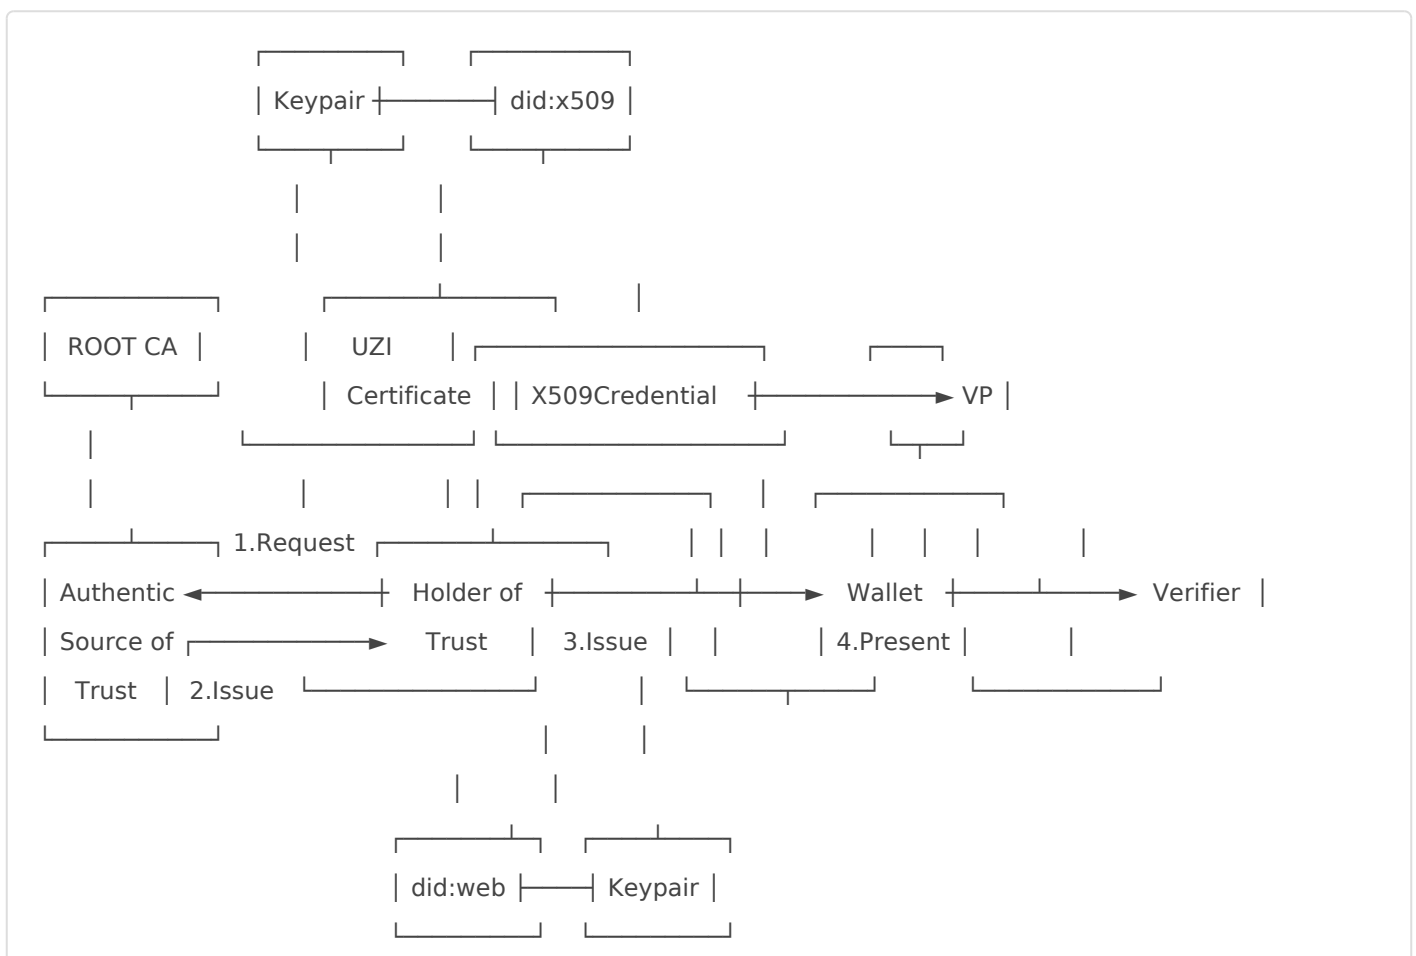 Keypair did:x509
ROOT CA UZI
Certificate X509Credential VP
1.Request
Authentic Holder of Wallet Verifier
Source of Trust 3.Issue 4.Present
Trust 2.Issue
did:web Keypair